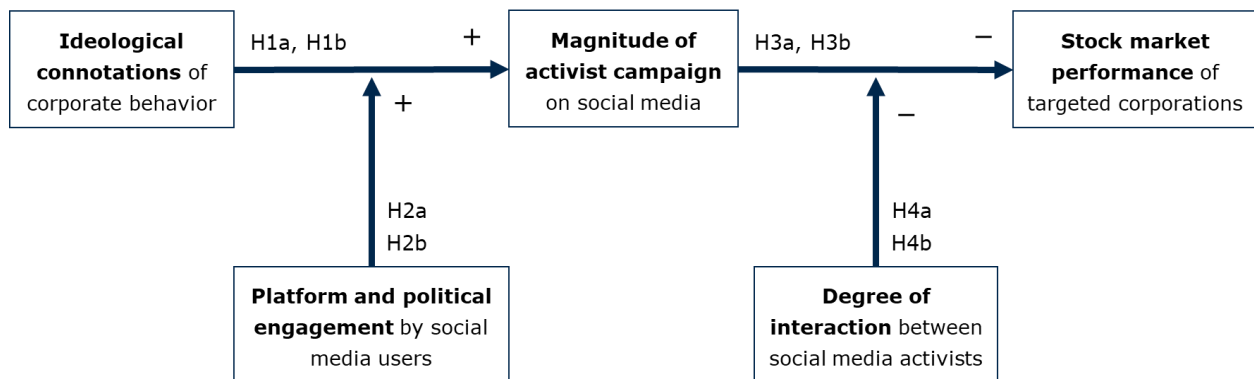 Ideological
connotations of
corporate behavior
H1a, H1b
+
+
Magnitude of
activist campaign
on social media
H3a, H3b
−
−
Stock market
performance of
targeted corporations
H2a
H2b
H4a
H4b
Platform and political
engagement by social
media users
Degree of
interaction between
social media activists